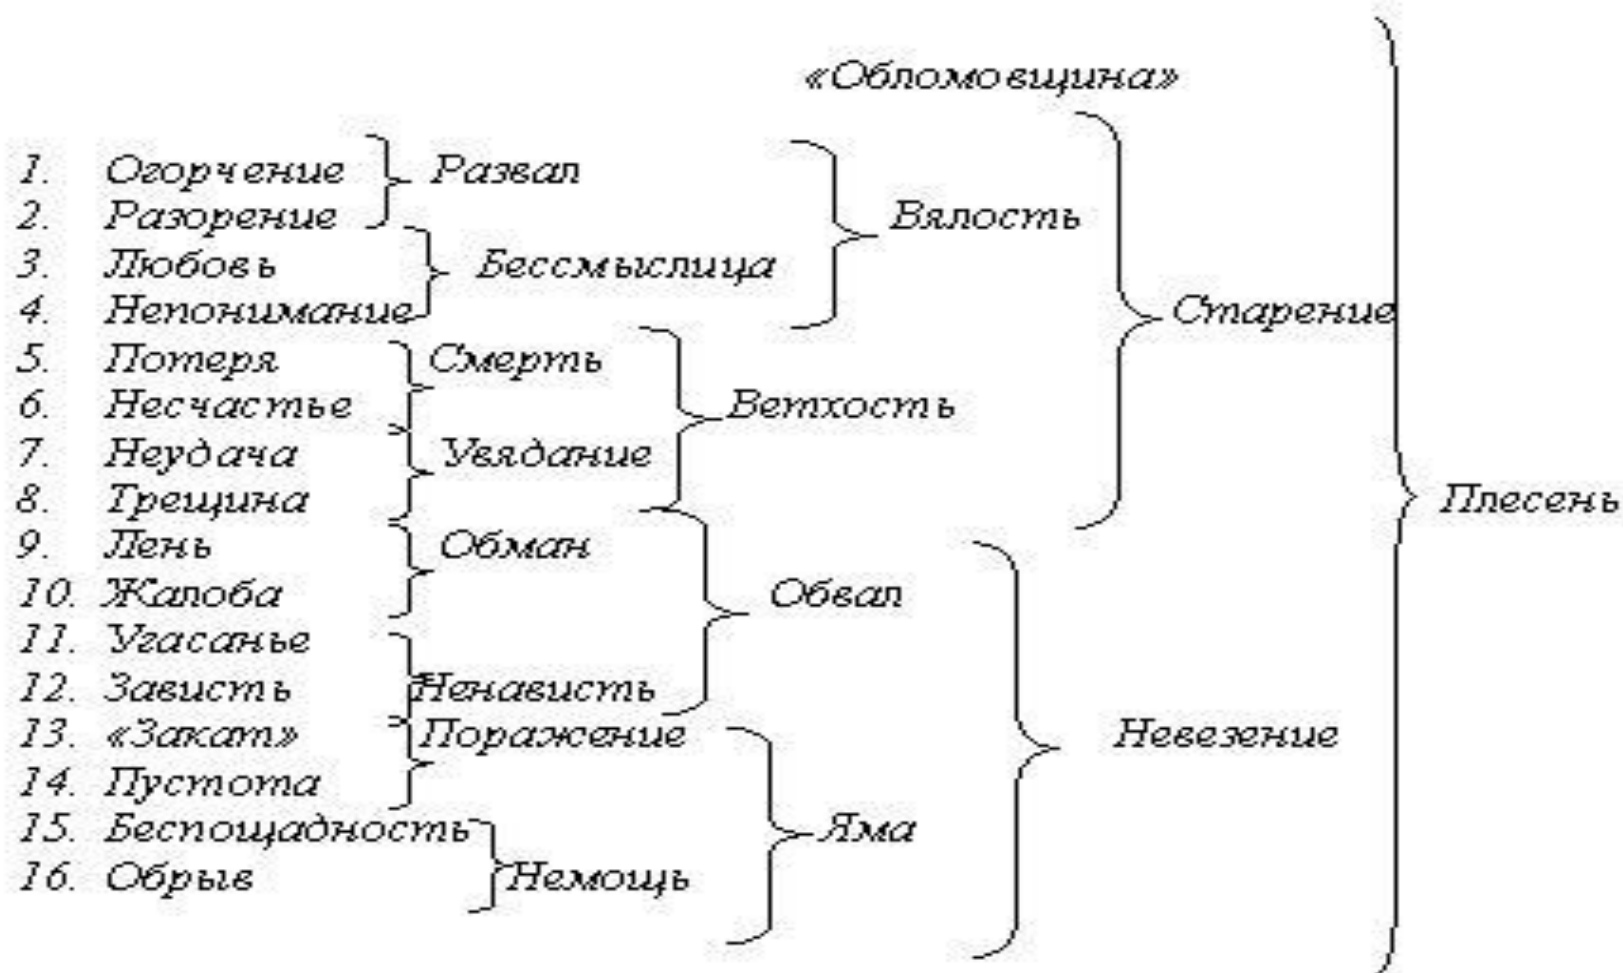 «Обломовщина»
1. Огорчение Развал
2. Разорение Вялость
3. Любовь Бессмыслица
4. Непонимание Старение
5. Потеря Смерть
6. Несчастье Ветхость
7. Неудача Увядание
8. Трещина Плесень
9. Лень Обман
10. Жалоба Обвал
11. Угасанье
12. Зависть Ненависть
13. «Закат» Поражение Невезение
14. Пустота
15. Беспощадность Яма
16. Обрыв Немощь